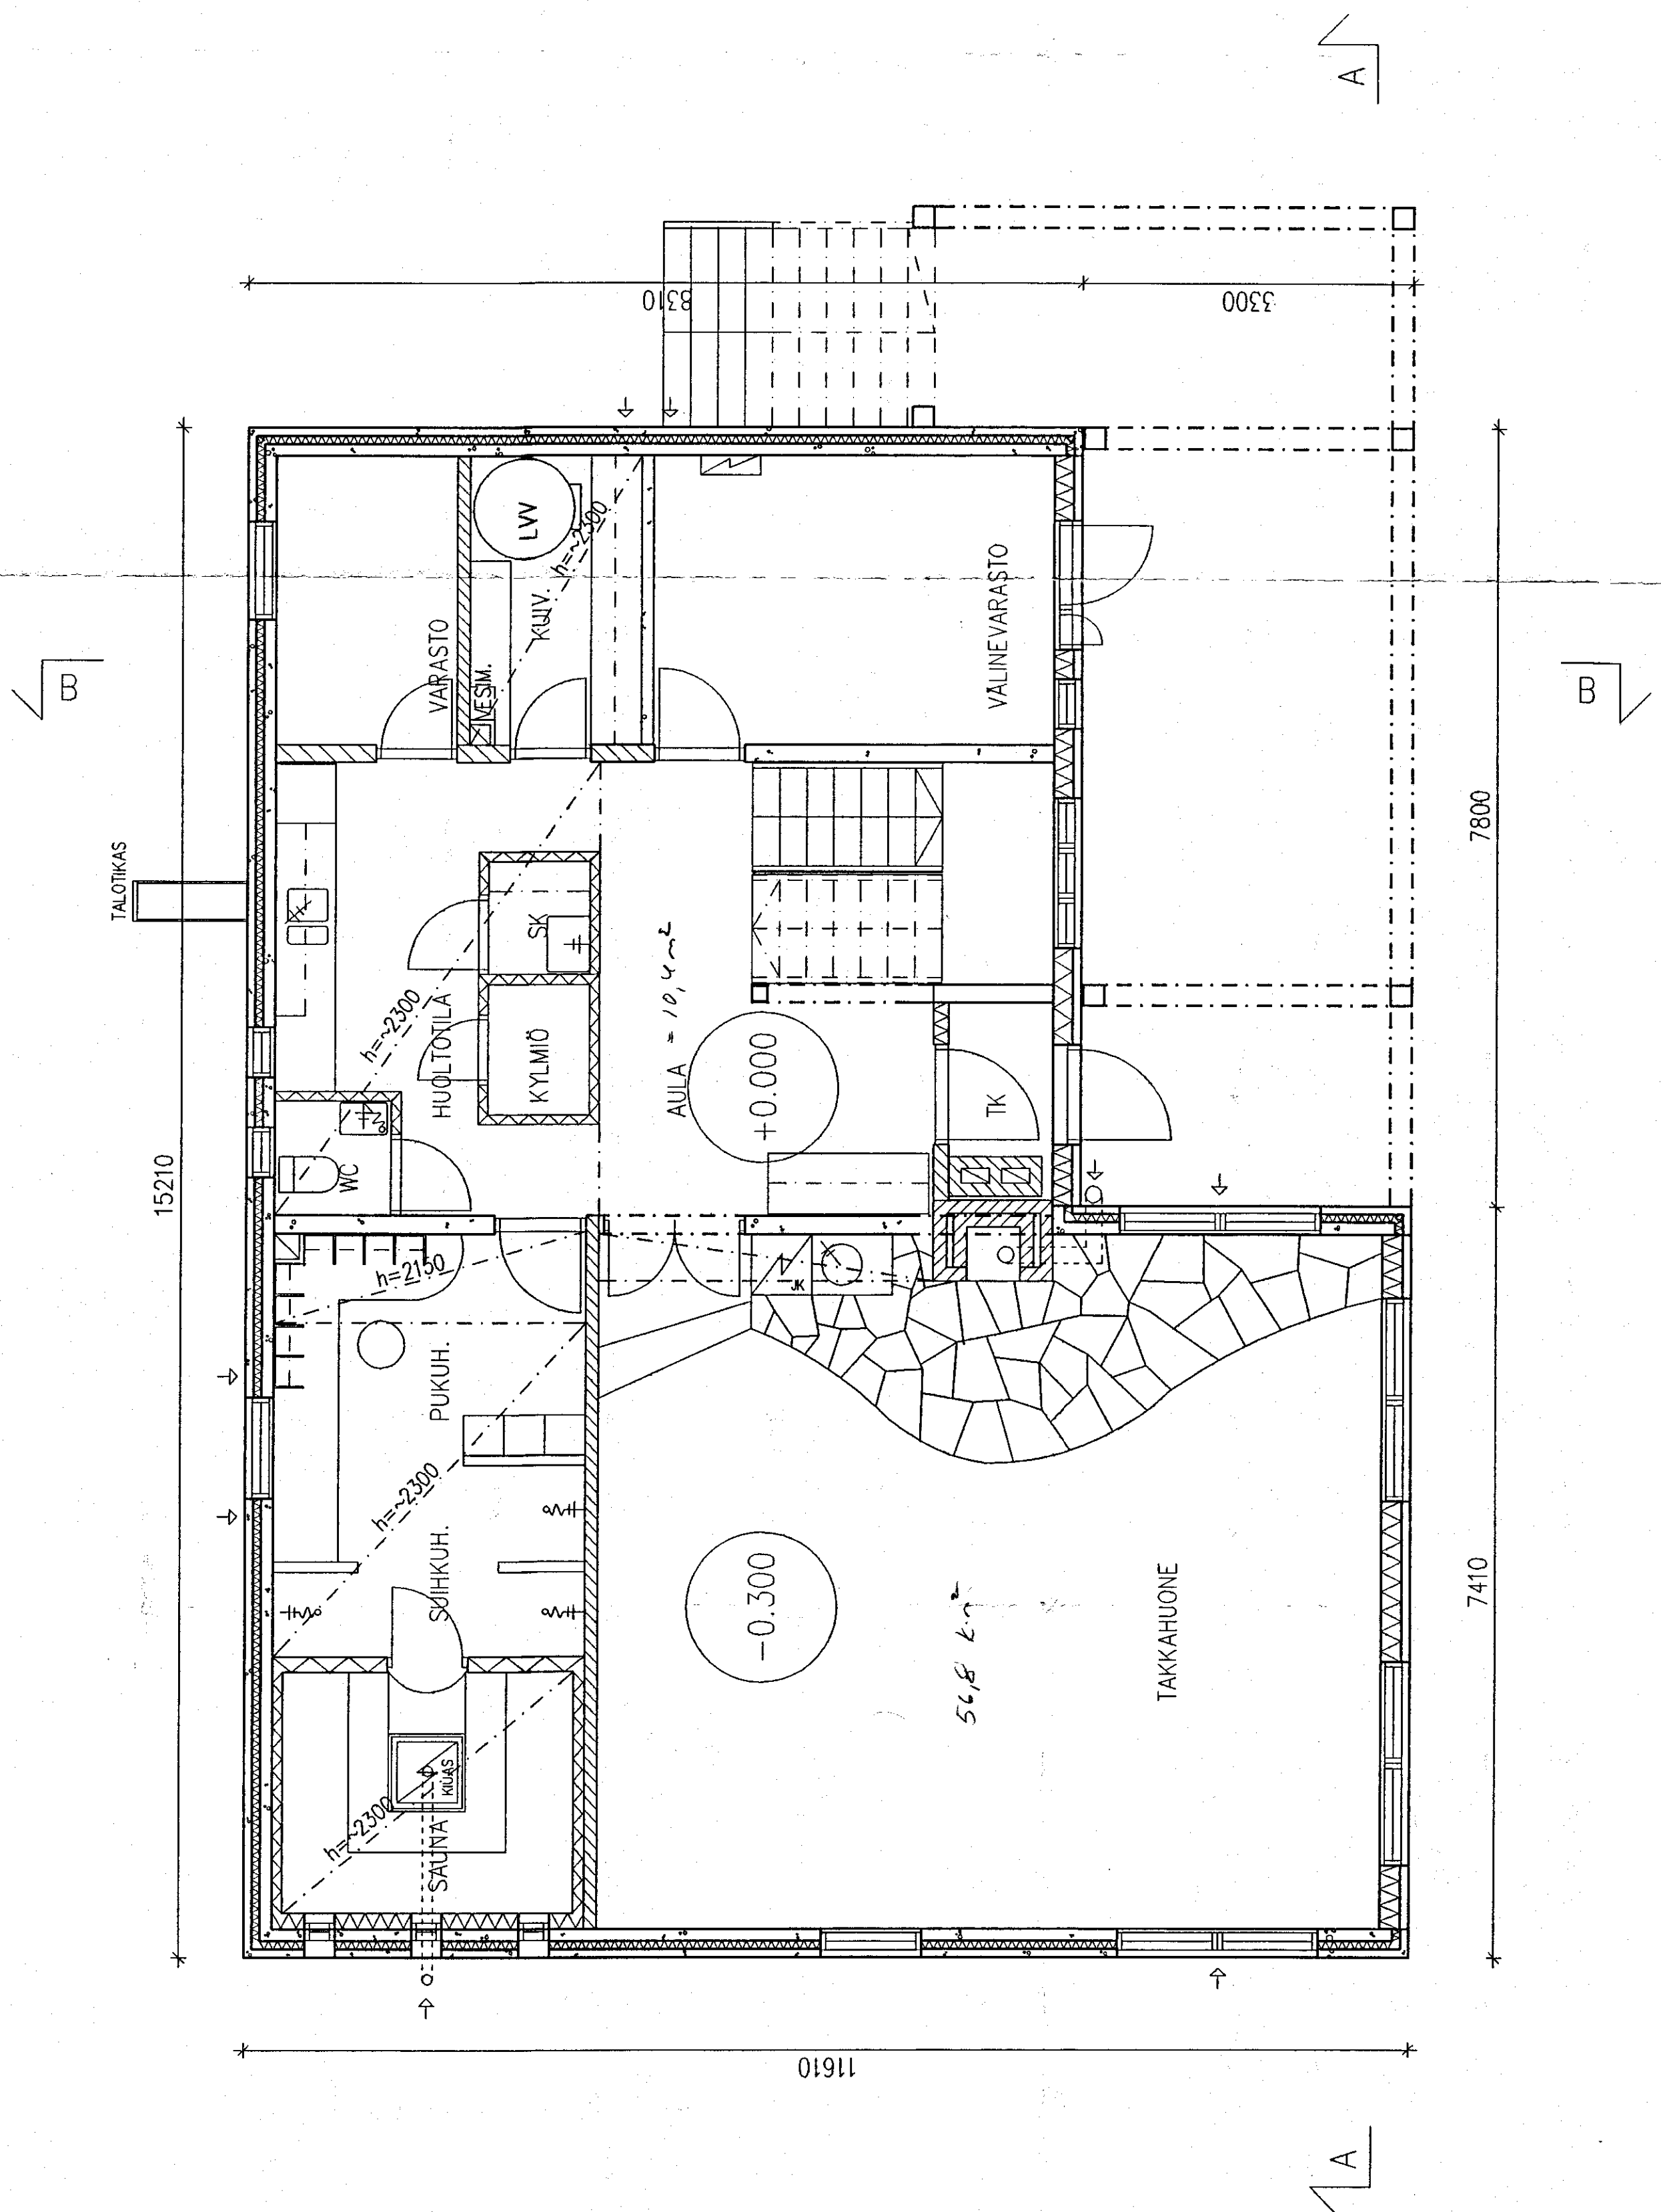 A
8310
3300
LVV
h=~2300
KUIV.
VARASTO
VESIM.
VÄLINEVARASTO
B
B
TALOTIKAS
7800
SK
AULA = 10,4 m²
h=~2300
HUOLTOTILA
KYLMIÖ
+0.000
TK
WC
15210
h=2150
JK
PUKUH.
h=~2300
SUIHKUH.
-0.300
56,8 k.m²
TAKKAHUONE
7410
KIUAS
h=~2300
SAUNA
11610
A